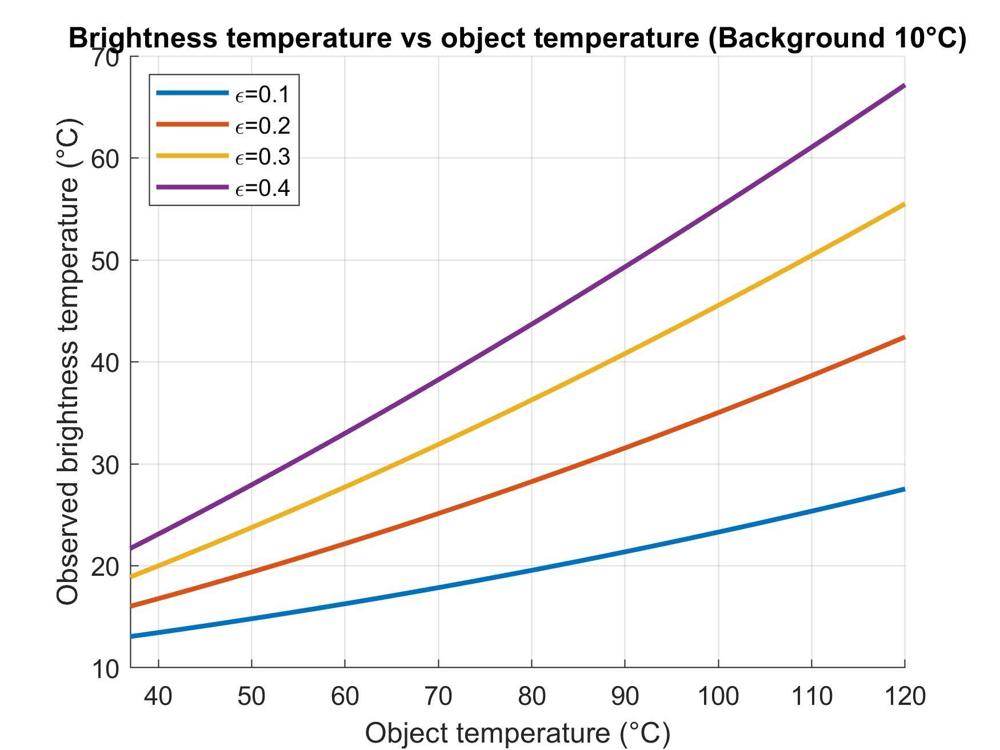 Brightness temperature vs object temperature (Background 10°C)
70
60
50
40
30
20
10
Observed brightness temperature (°C)
ϵ=0.1
ϵ=0.2
ϵ=0.3
ϵ=0.4
40 50 60 70 80 90 100 110 120
Object temperature (°C)